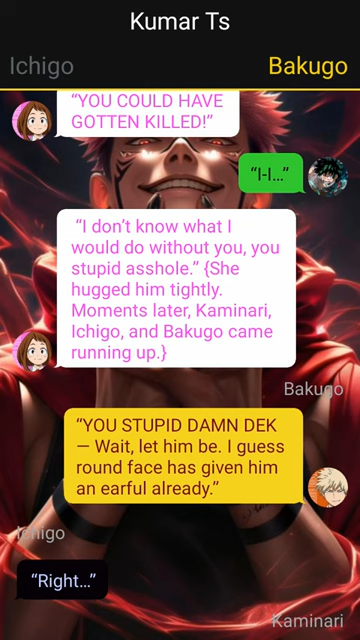 Kumar Ts
Ichigo
Bakugo
“YOU COULD HAVE
GOTTEN KILLED!”
“I-I…”
“I don’t know what I
would do without you, you
stupid asshole.” {She
hugged him tightly.
Moments later, Kaminari,
Ichigo, and Bakugo came
running up.}
Bakugo
“YOU STUPID DAMN DEK
— Wait, let him be. I guess
round face has given him
an earful already.”
Ichigo
“Right…”
Kaminari